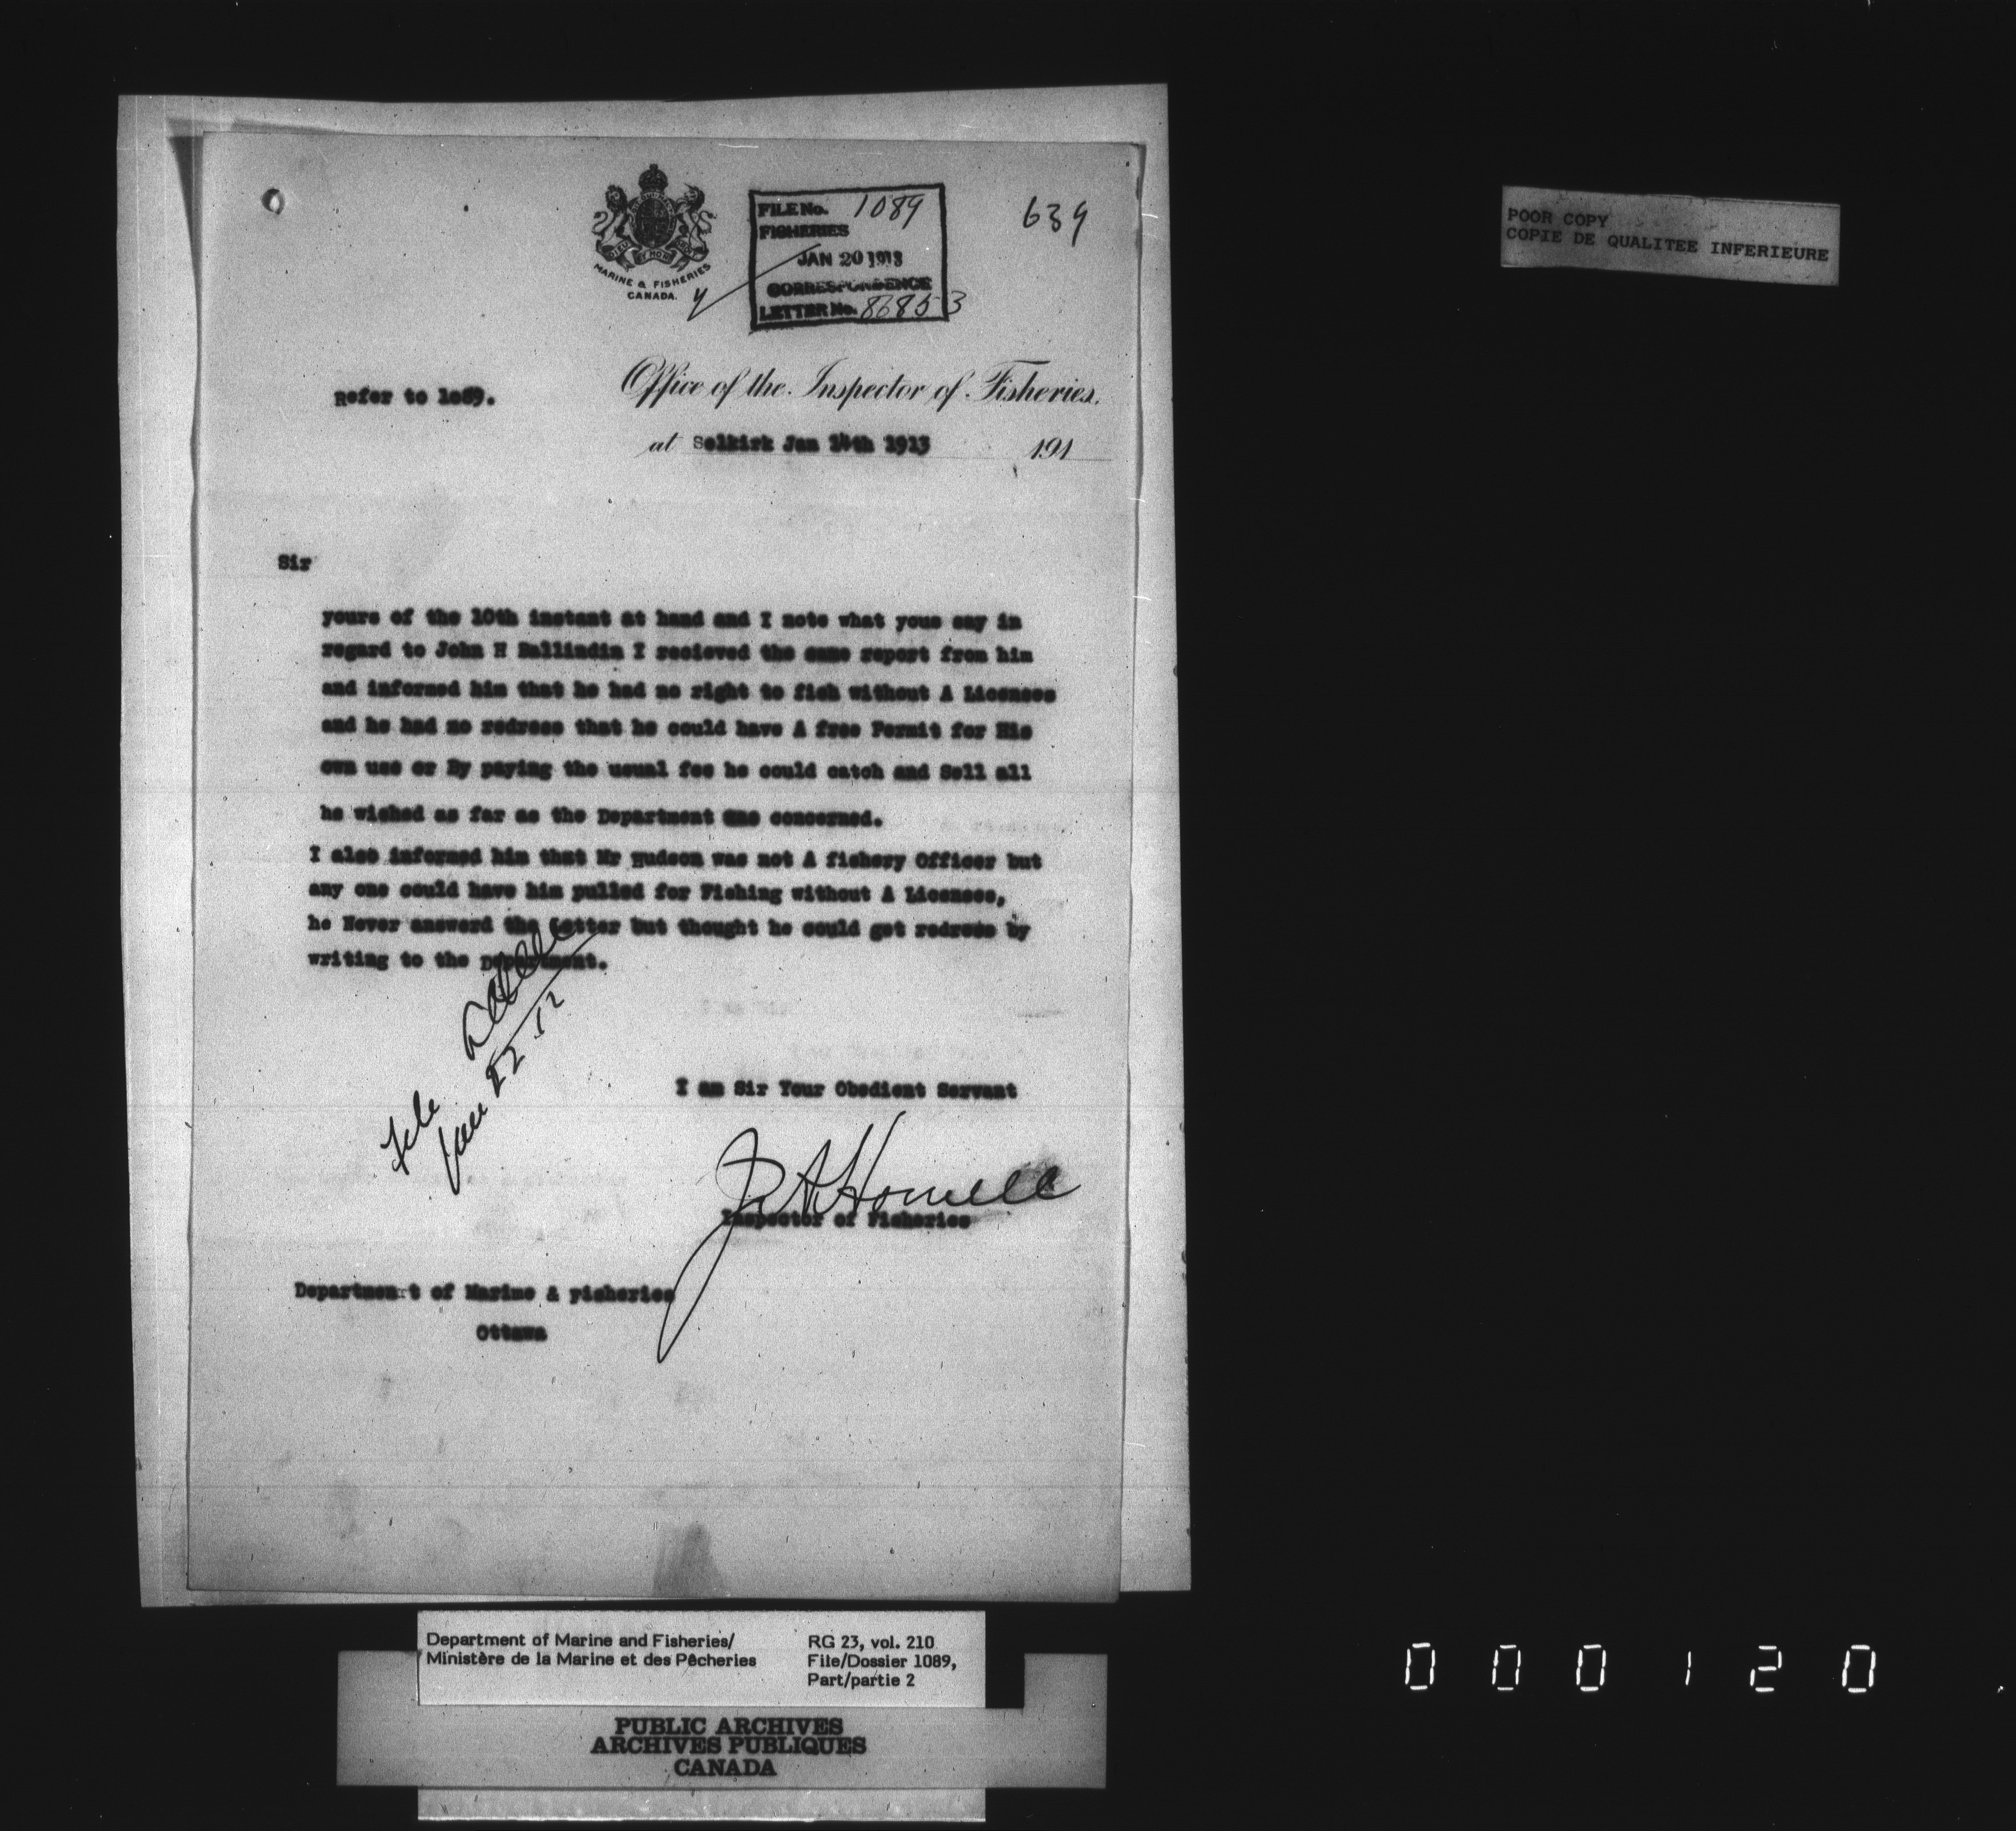 MARINE & FISHERIES
CANADA.
FILE No. 1089
FISHERIES
JAN 20 1913
CORRESPONDENCE
LETTER No. 86853
639
POOR COPY
COPIE DE QUALITEE INFERIEURE
Refer to 1089.
Office of the Inspector of Fisheries.
at Selkirk Jan 14th 1913 191
Sir
yours of the 10th instant at hand and I note what yous say in
regard to John H Ballindin I recieved the same report from him
and informed him that he had no right to fish without A Licenses
and he had no redress that he could have A free Permit for His
own use or By paying the usual fee he could catch and Sell all
he wished as far as the Department was concerned.
I also informed him that Mr Hudson was not A fishery Officer but
any one could have him pulled for Fishing without A Licenses,
he Never answerd the Letter but thought he could get redress by
writing to the Department.
File
Jan 22 12
I am Sir Your Obedient Servant
Inspector of Fisheries
Department of Marine & Fisheries
Ottawa
Department of Marine and Fisheries/
Ministère de la Marine et des Pêcheries
RG 23, vol. 210
File/Dossier 1089,
Part/partie 2
PUBLIC ARCHIVES
ARCHIVES PUBLIQUES
CANADA
000120